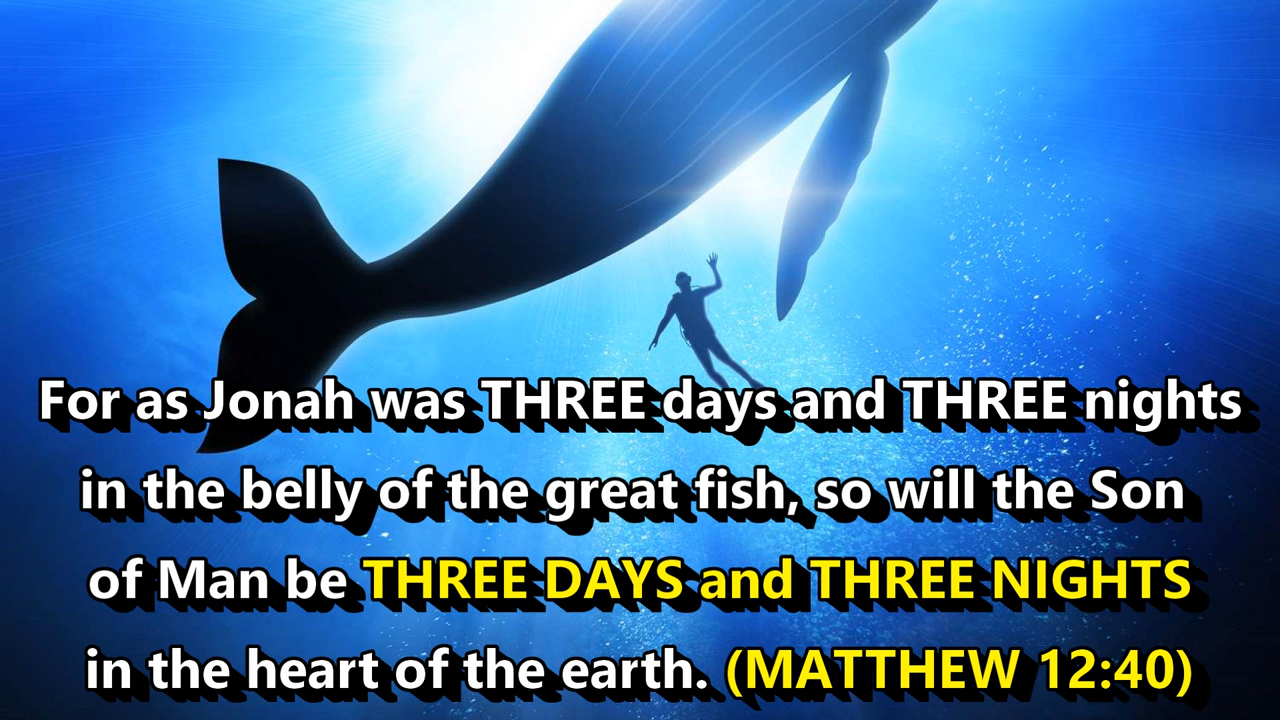 For as Jonah was THREE days and THREE nights
in the belly of the great fish, so will the Son
of Man be THREE DAYS and THREE NIGHTS
in the heart of the earth. (MATTHEW 12:40)